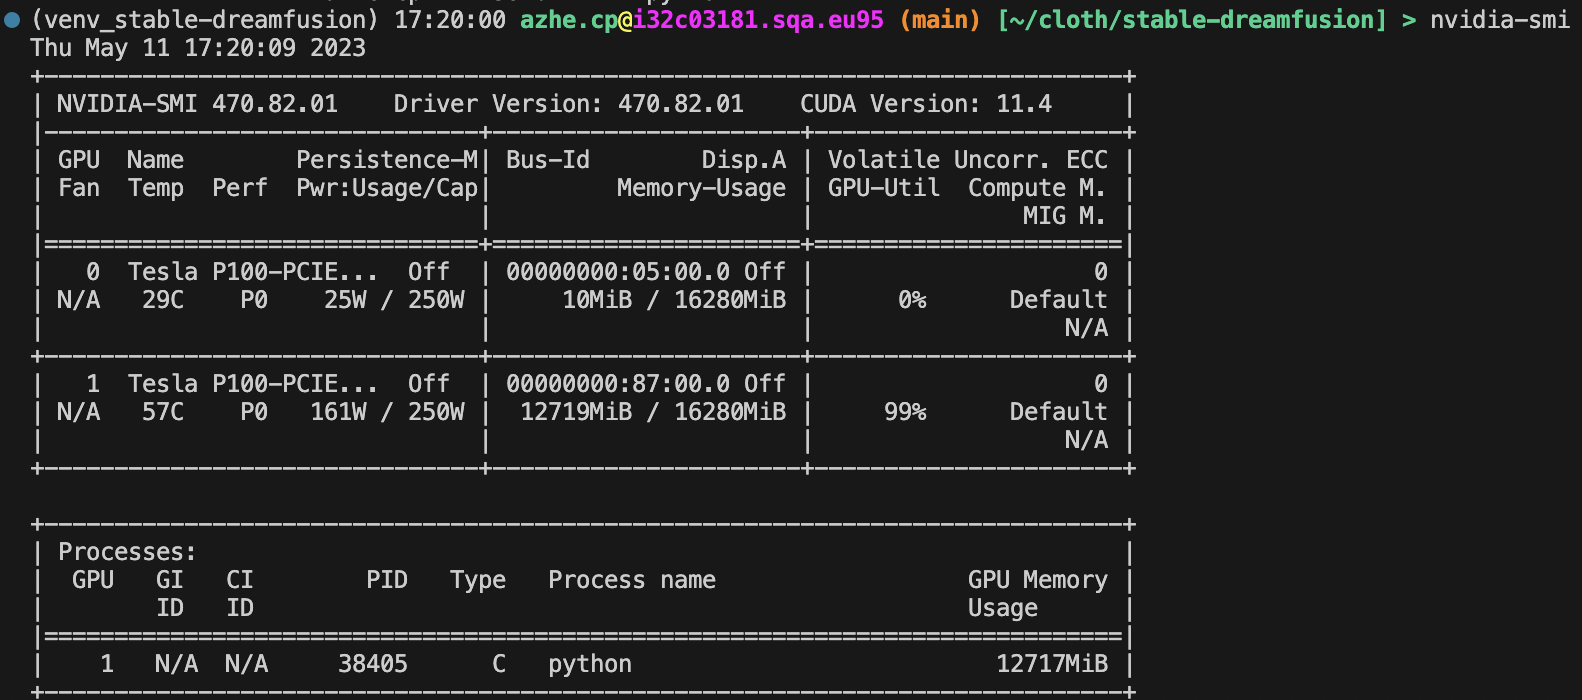 (venv_stable-dreamfusion) 17:20:00 azhe.cp@i32c03181.sqa.eu95 (main) [~/cloth/stable-dreamfusion] > nvidia-smi
Thu May 11 17:20:09 2023
+-----------------------------------------------------------------------------+
| NVIDIA-SMI 470.82.01    Driver Version: 470.82.01    CUDA Version: 11.4     |
|-------------------------------+----------------------+----------------------+
| GPU  Name        Persistence-M| Bus-Id        Disp.A | Volatile Uncorr. ECC |
| Fan  Temp  Perf  Pwr:Usage/Cap|         Memory-Usage | GPU-Util  Compute M. |
|                               |                      |               MIG M. |
|===============================+======================+======================|
|   0  Tesla P100-PCIE...  Off  | 00000000:05:00.0 Off |                    0 |
| N/A   29C    P0    25W / 250W |     10MiB / 16280MiB |      0%      Default |
|                               |                      |                  N/A |
+-------------------------------+----------------------+----------------------+
|   1  Tesla P100-PCIE...  Off  | 00000000:87:00.0 Off |                    0 |
| N/A   57C    P0   161W / 250W |  12719MiB / 16280MiB |     99%      Default |
|                               |                      |                  N/A |
+-------------------------------+----------------------+----------------------+

+-----------------------------------------------------------------------------+
| Processes:                                                                  |
|  GPU   GI   CI        PID   Type   Process name                  GPU Memory |
|        ID   ID                                                   Usage      |
|=============================================================================|
|    1   N/A  N/A     38405      C   python                          12717MiB |
+-----------------------------------------------------------------------------+